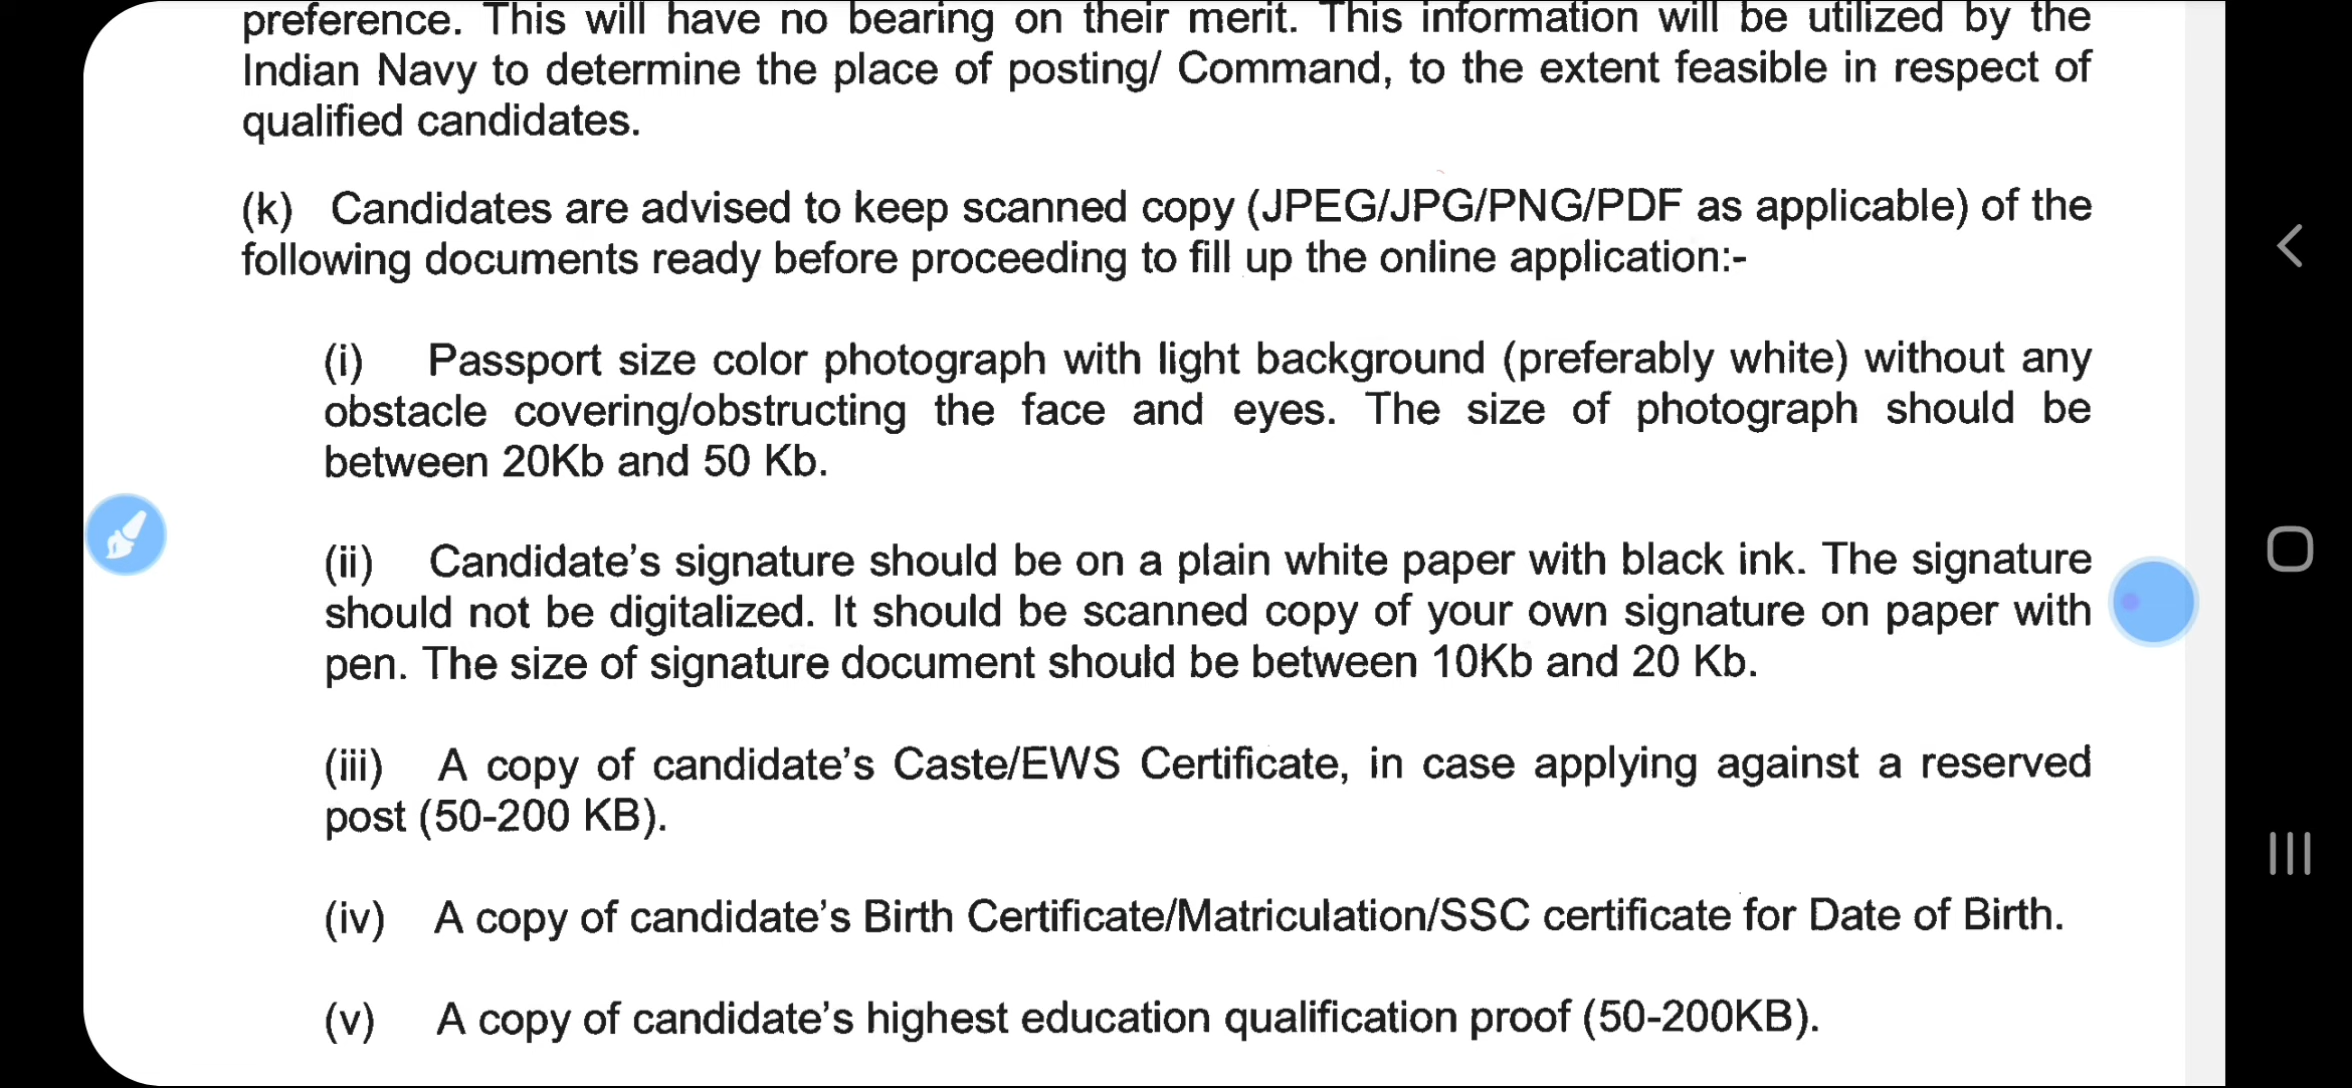 preference. This will have no bearing on their merit. This information will be utilized by the
Indian Navy to determine the place of posting/ Command, to the extent feasible in respect of
qualified candidates.
(k) Candidates are advised to keep scanned copy (JPEG/JPG/PNG/PDF as applicable) of the
following documents ready before proceeding to fill up the online application:-
(i) Passport size color photograph with light background (preferably white) without any
obstacle covering/obstructing the face and eyes. The size of photograph should be
between 20Kb and 50 Kb.
(ii) Candidate's signature should be on a plain white paper with black ink. The signature
should not be digitalized. It should be scanned copy of your own signature on paper with
pen. The size of signature document should be between 10Kb and 20 Kb.
(iii) A copy of candidate's Caste/EWS Certificate, in case applying against a reserved
post (50-200 KB).
(iv) A copy of candidate's Birth Certificate/Matriculation/SSC certificate for Date of Birth.
(v) A copy of candidate's highest education qualification proof (50-200KB).